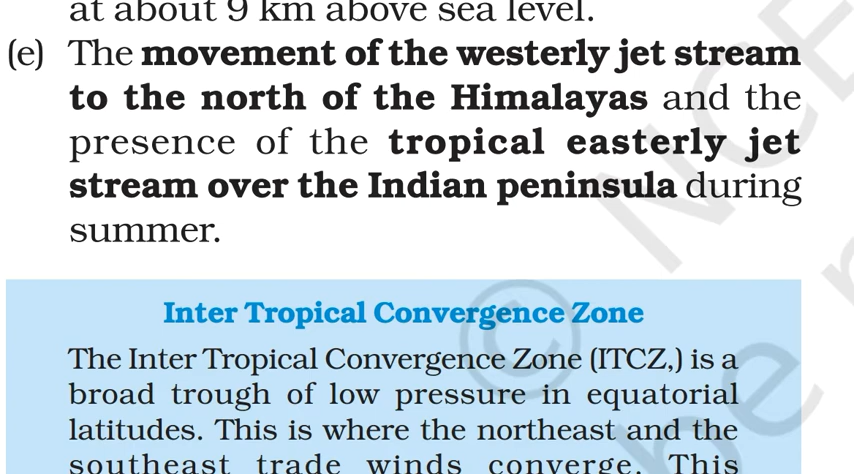 at about 9 km above sea level.
(e) The movement of the westerly jet stream
to the north of the Himalayas and the
presence of the tropical easterly jet
stream over the Indian peninsula during
summer.
Inter Tropical Convergence Zone
The Inter Tropical Convergence Zone (ITCZ,) is a
broad trough of low pressure in equatorial
latitudes. This is where the northeast and the
southeast trade winds converge. This
© NCE
be